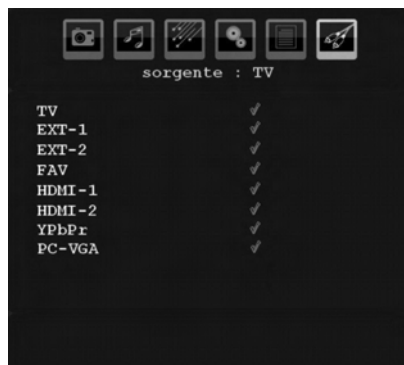 sorgente : TV
TV
EXT-1
EXT-2
FAV
HDMI-1
HDMI-2
YPbPr
PC-VGA